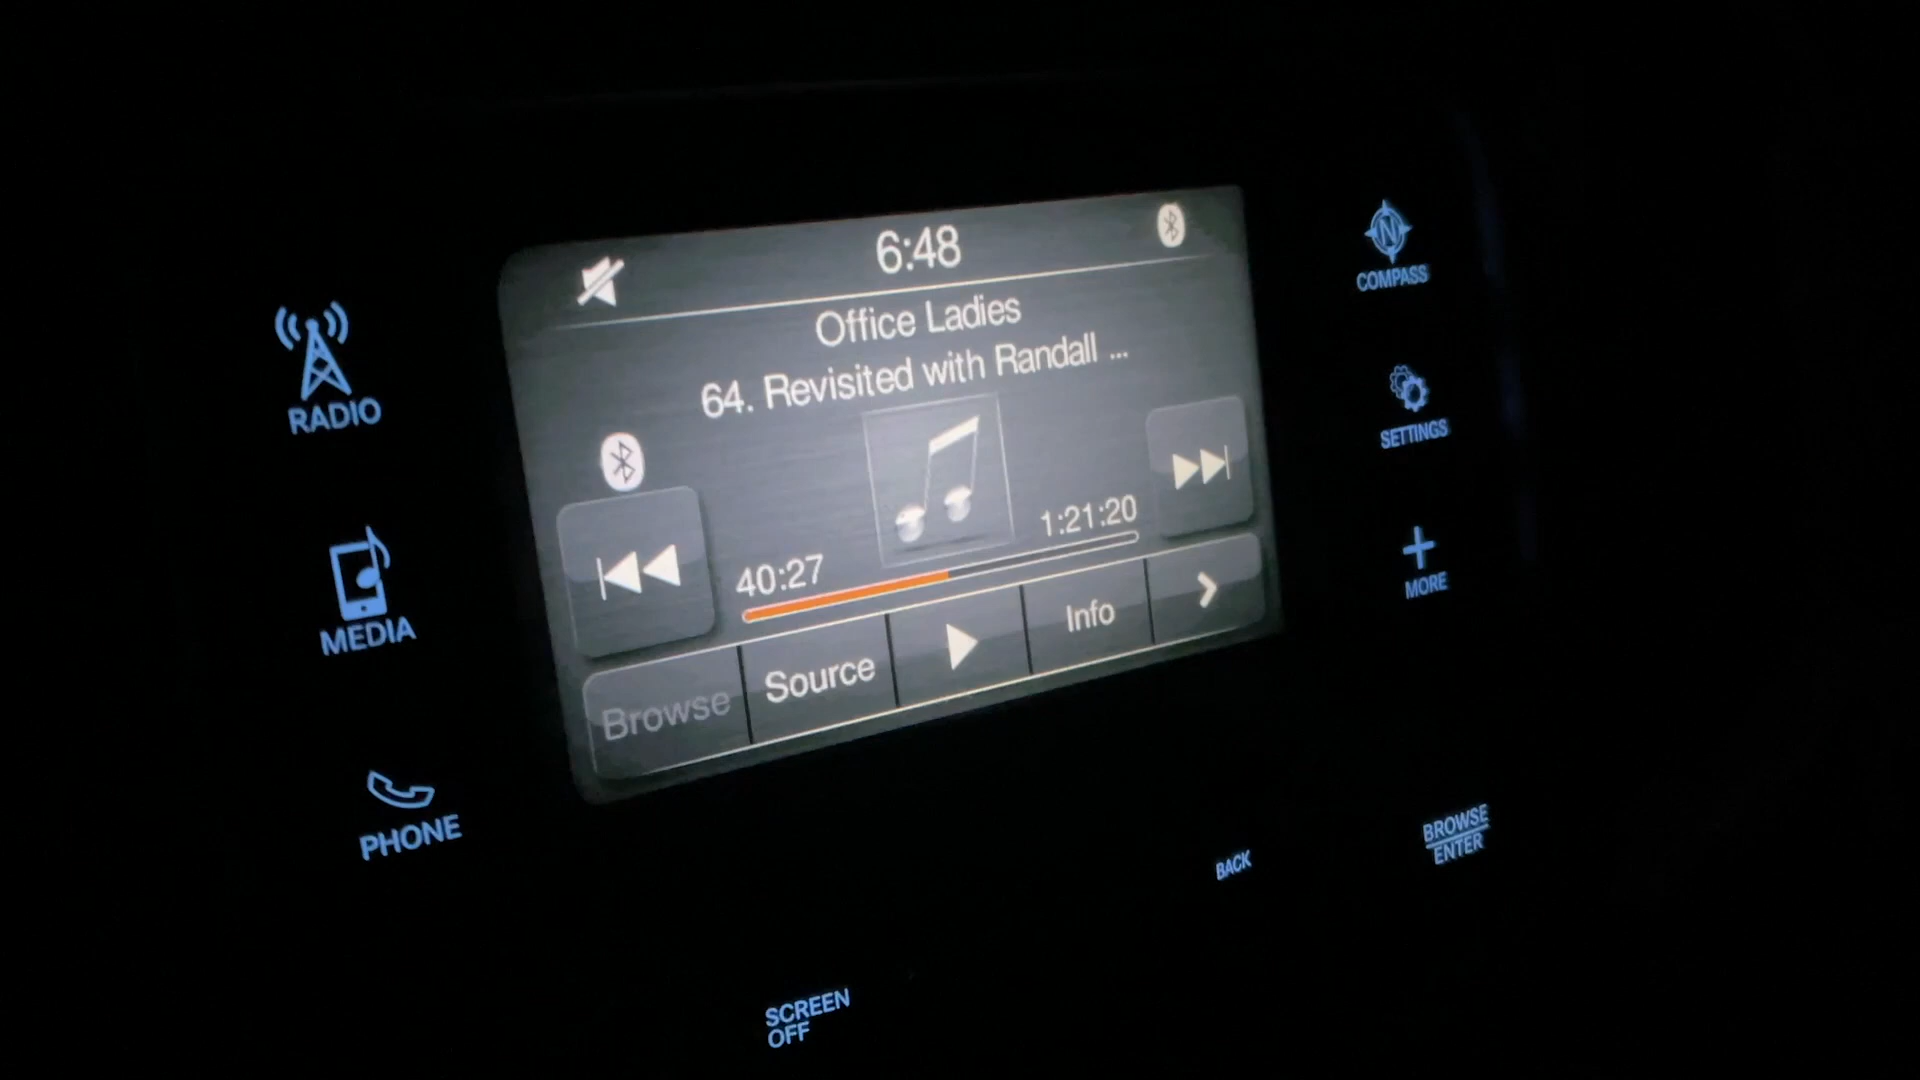 6:48
Office Ladies
64. Revisited with Randall ...
40:27
1:21:20
Browse
Source
Info
RADIO
MEDIA
PHONE
COMPASS
SETTINGS
MORE
BACK
BROWSE
ENTER
SCREEN
OFF